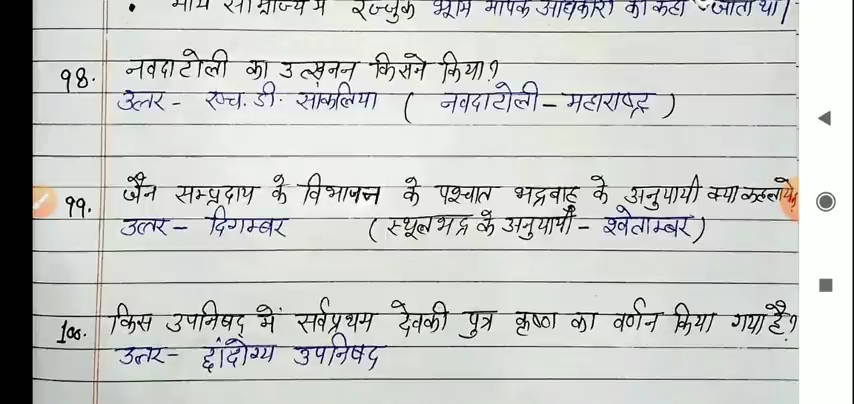 • मौर्य साम्राज्य में रज्जुक भूमि मापक अधिकारी को कहा जाता था।
98. नवदाटोली का उत्खनन किसने किया?
उत्तर - एच.डी. सांकलिया ( नवदाटोली - महाराष्ट्र )
99. जैन सम्प्रदाय के विभाजन के पश्चात भद्रबाहु के अनुयायी क्या कहलाये
उत्तर - दिगम्बर ( स्थूलभद्र के अनुयायी - श्वेताम्बर )
100. किस उपनिषद् में सर्वप्रथम देवकी पुत्र कृष्ण का वर्णन किया गया है?
उत्तर - छांदोग्य उपनिषद